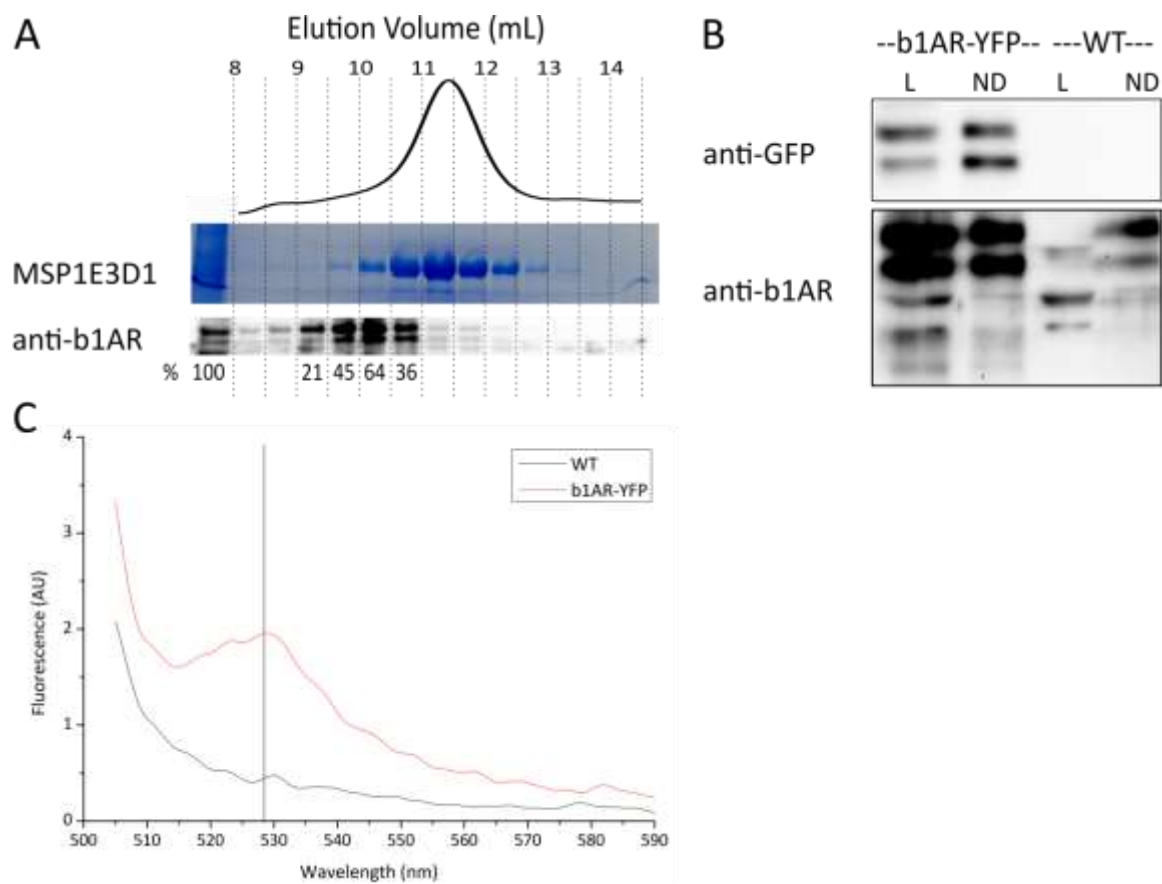 A
Elution Volume (mL)
8 9 10 11 12 13 14
MSP1E3D1
anti-b1AR
% 100 21 45 64 36
B
--b1AR-YFP-- ---WT---
L ND L ND
anti-GFP
anti-b1AR
C
4
3
2
1
0
Fluorescence (AU)
WT
b1AR-YFP
500 510 520 530 540 550 560 570 580 590
Wavelength (nm)